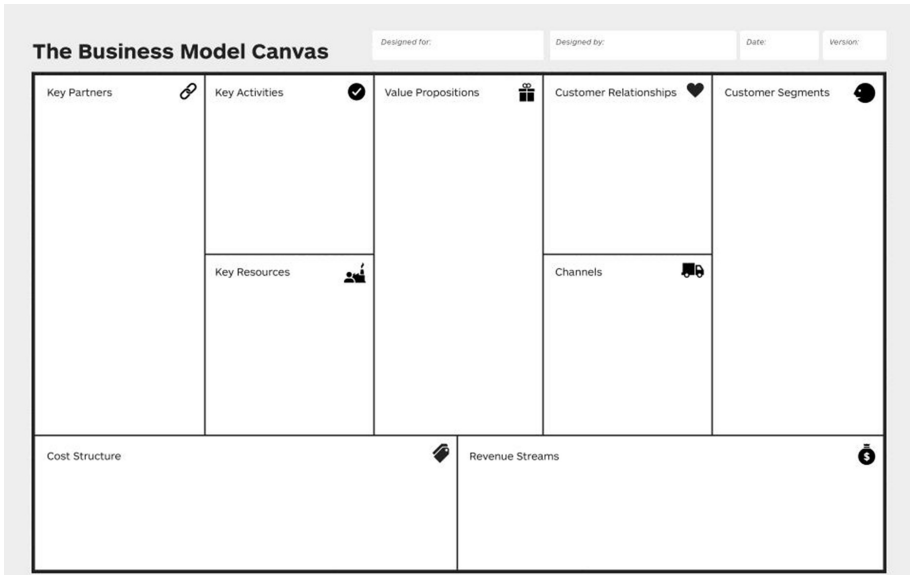 The Business Model Canvas
Designed for:
Designed by:
Date:
Version:
Key Partners
Key Activities
Value Propositions
Customer Relationships
Customer Segments
Key Resources
Channels
Cost Structure
Revenue Streams